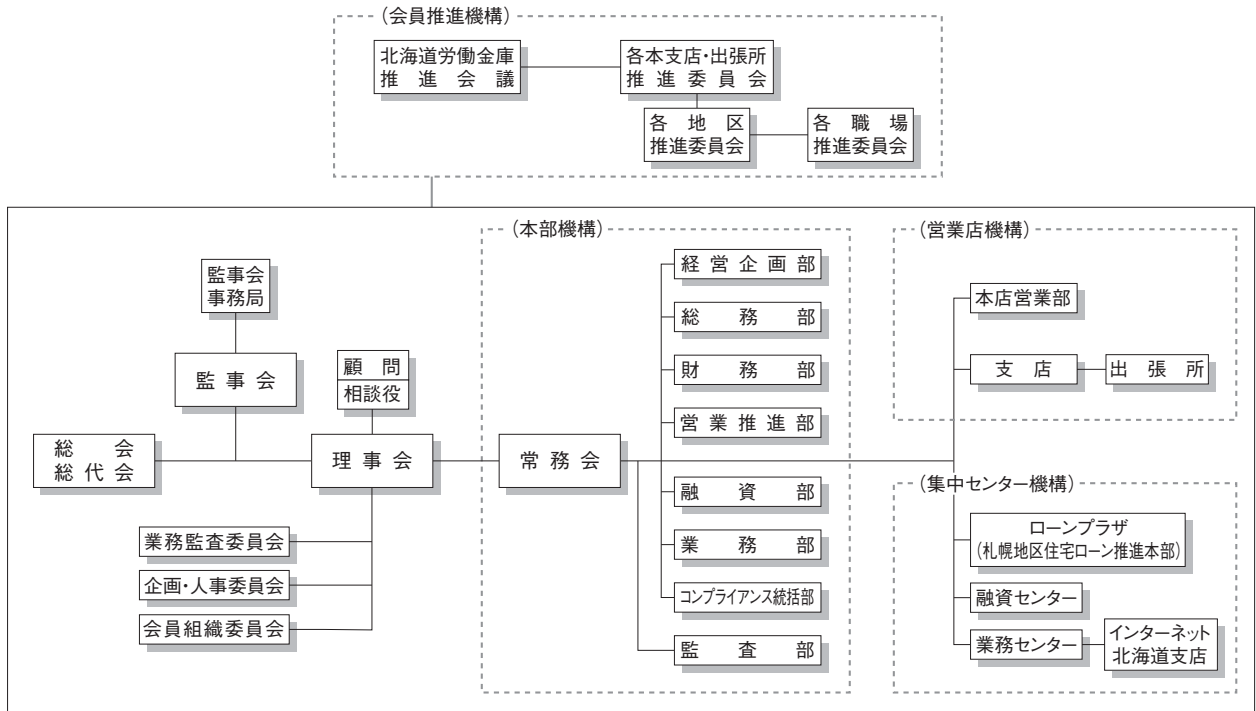 （会員推進機構）
北海道労働金庫
推進会議
各本支店・出張所
推進委員会
各地区
推進委員会
各職場
推進委員会
（本部機構）
（営業店機構）
監事会
事務局
監事会
顧問
相談役
総会
総代会
理事会
常務会
業務監査委員会
企画・人事委員会
会員組織委員会
経営企画部
総務部
財務部
営業推進部
融資部
業務部
コンプライアンス統括部
監査部
本店営業部
支店
出張所
（集中センター機構）
ローンプラザ
（札幌地区住宅ローン推進本部）
融資センター
業務センター
インターネット
北海道支店